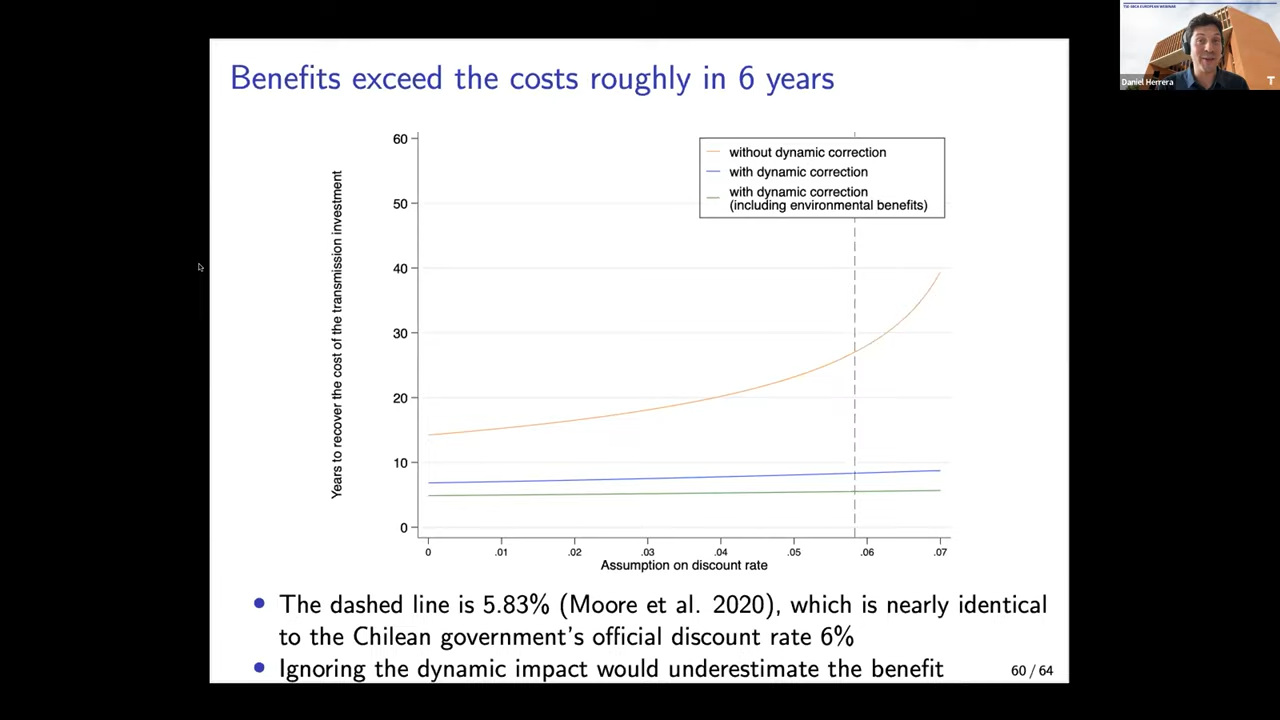 TSE-BECA EUROPEAN WEBINAR
Daniel Herrera
T
Benefits exceed the costs roughly in 6 years
Years to recover the cost of the transmission investment
60
50
40
30
20
10
0
without dynamic correction
with dynamic correction
with dynamic correction
(including environmental benefits)
0 .01 .02 .03 .04 .05 .06 .07
Assumption on discount rate
• The dashed line is 5.83% (Moore et al. 2020), which is nearly identical
to the Chilean government's official discount rate 6%
• Ignoring the dynamic impact would underestimate the benefit
60 / 64